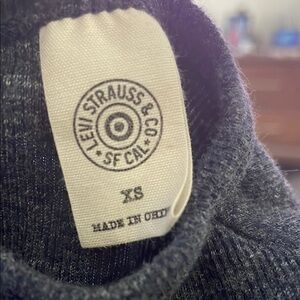 LEVI STRAUSS & CO
★ SF CAL ★
XS
MADE IN